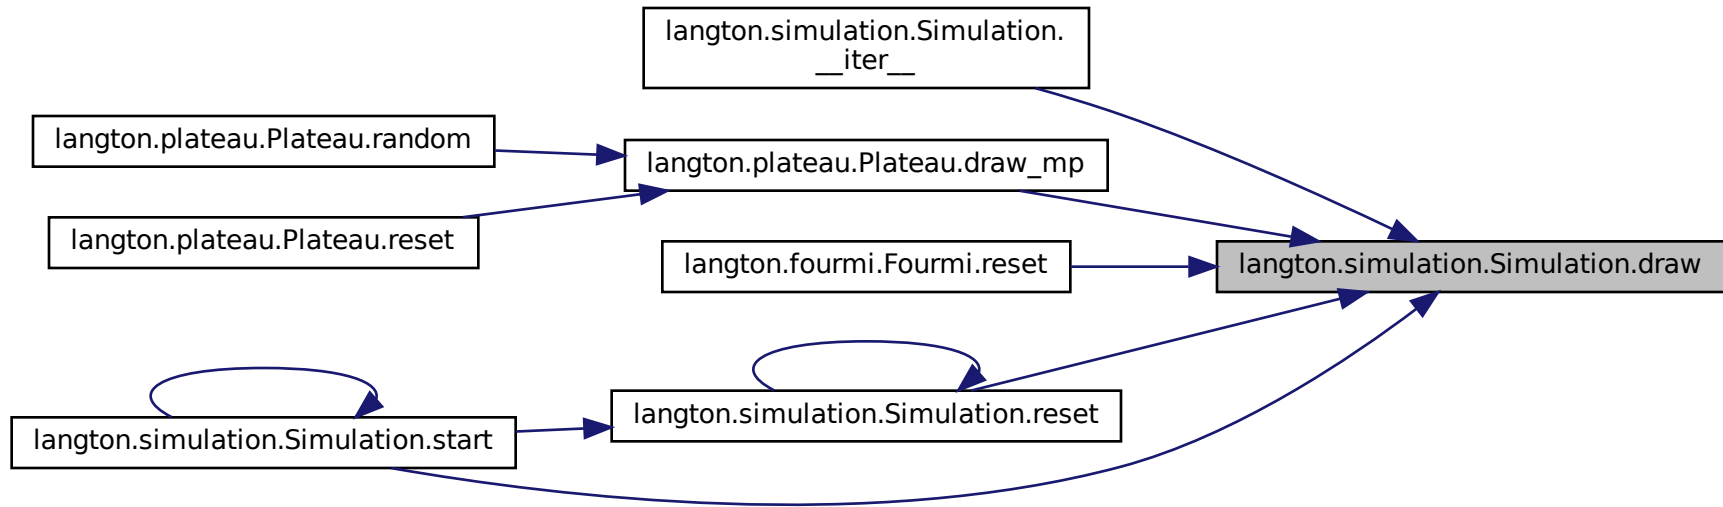 langton.simulation.Simulation.
__iter__
langton.plateau.Plateau.random
langton.plateau.Plateau.draw_mp
langton.plateau.Plateau.reset
langton.fourmi.Fourmi.reset
langton.simulation.Simulation.draw
langton.simulation.Simulation.reset
langton.simulation.Simulation.start